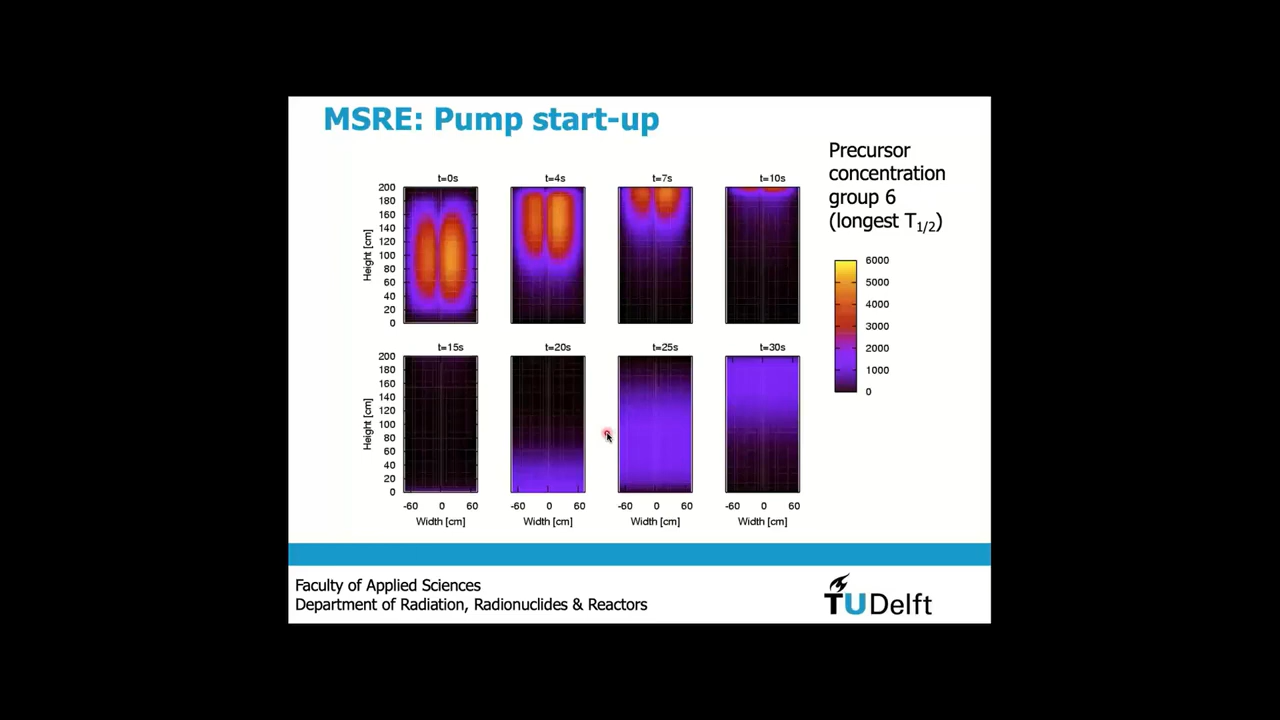 MSRE: Pump start-up
Precursor
concentration
group 6
(longest T1/2)
t=0s
t=4s
t=7s
t=10s
200
180
160
140
120
100
80
60
40
20
0
Height [cm]
6000
5000
4000
3000
2000
1000
0
t=15s
t=20s
t=25s
t=30s
200
180
160
140
120
100
80
60
40
20
0
Height [cm]
-60 0 60
-60 0 60
-60 0 60
-60 0 60
Width [cm]
Width [cm]
Width [cm]
Width [cm]
Faculty of Applied Sciences
Department of Radiation, Radionuclides & Reactors
TUDelft